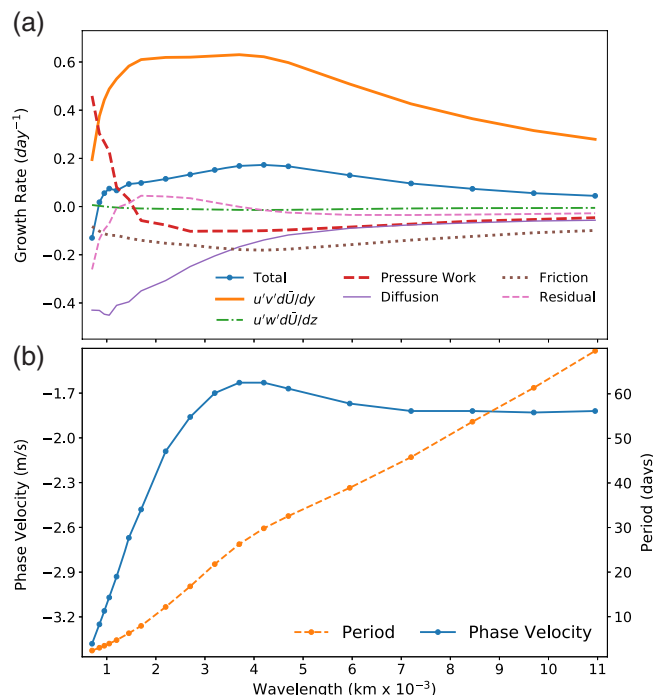 (a)
0.6
0.4
0.2
0.0
−0.2
−0.4
Growth Rate (day⁻¹)
Total
u′v′dŪ/dy
u′w′dŪ/dz
Pressure Work
Diffusion
Friction
Residual
(b)
−1.7
−2.0
−2.3
−2.6
−2.9
−3.2
Phase Velocity (m/s)
60
50
40
30
20
10
Period (days)
Period
Phase Velocity
1 2 3 4 5 6 7 8 9 10 11
Wavelength (km x 10⁻³)